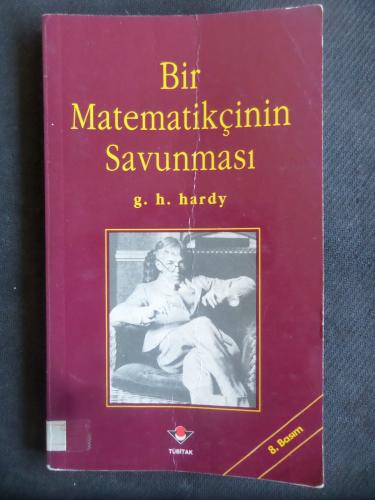 Bir
Matematikçinin
Savunması
g. h. hardy
8. Basım
TÜBİTAK